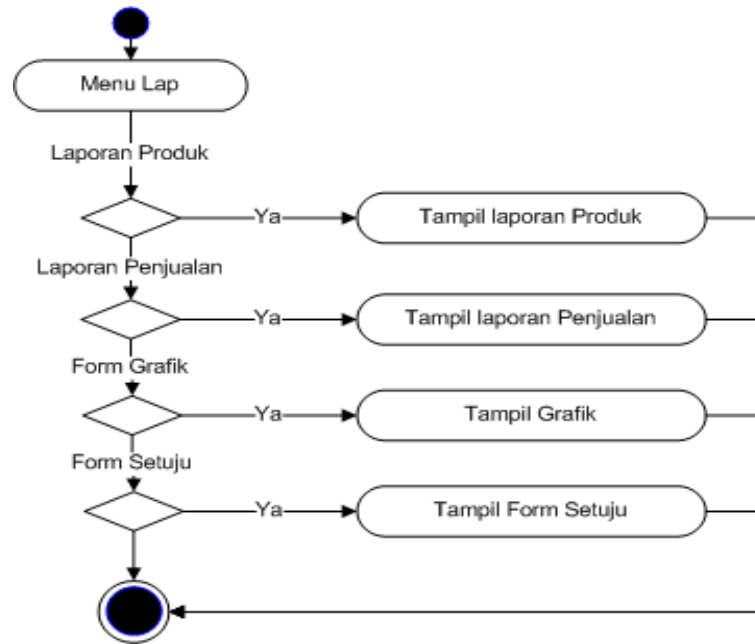 Menu Lap
Laporan Produk
Ya
Tampil laporan Produk
Laporan Penjualan
Ya
Tampil laporan Penjualan
Form Grafik
Ya
Tampil Grafik
Form Setuju
Ya
Tampil Form Setuju